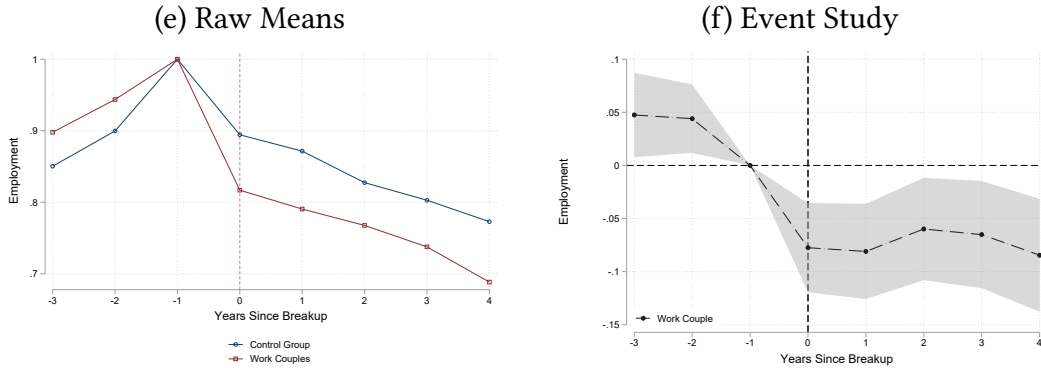 (e) Raw Means
Employment
1
.9
.8
.7
-3 -2 -1 0 1 2 3 4
Years Since Breakup
Control Group
Work Couples
(f) Event Study
Employment
.1
.05
0
-.05
-.1
-.15
Work Couple
-3 -2 -1 0 1 2 3 4
Years Since Breakup